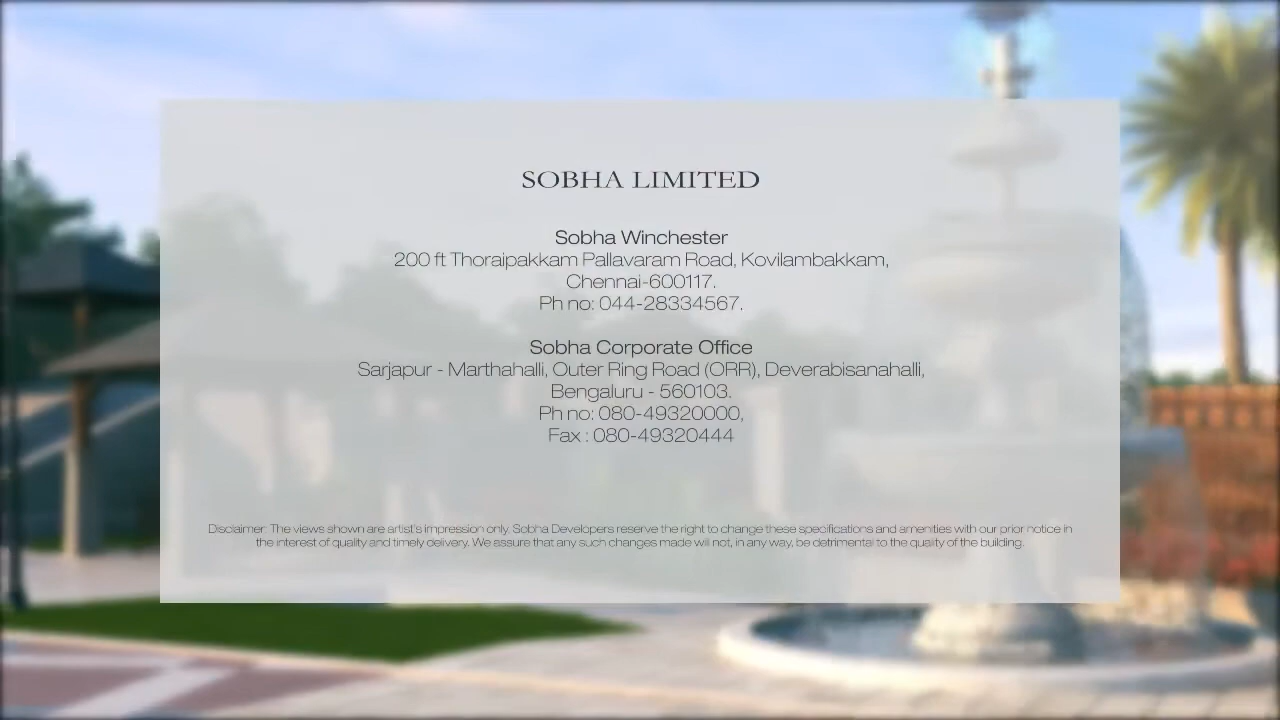 SOBHA LIMITED
Sobha Winchester
200 ft Thoraipakkam Pallavaram Road, Kovilambakkam,
Chennai-600117.
Ph no: 044-28334567.
Sobha Corporate Office
Sarjapur - Marthahalli, Outer Ring Road (ORR), Deverabisanahalli,
Bengaluru - 560103.
Ph no: 080-49320000,
Fax : 080-49320444
Disclaimer: The views shown are artist's impression only. Sobha Developers reserve the right to change these specifications and amenities with our prior notice in
the interest of quality and timely delivery. We assure that any such changes made will not, in any way, be detrimental to the quality of the building.